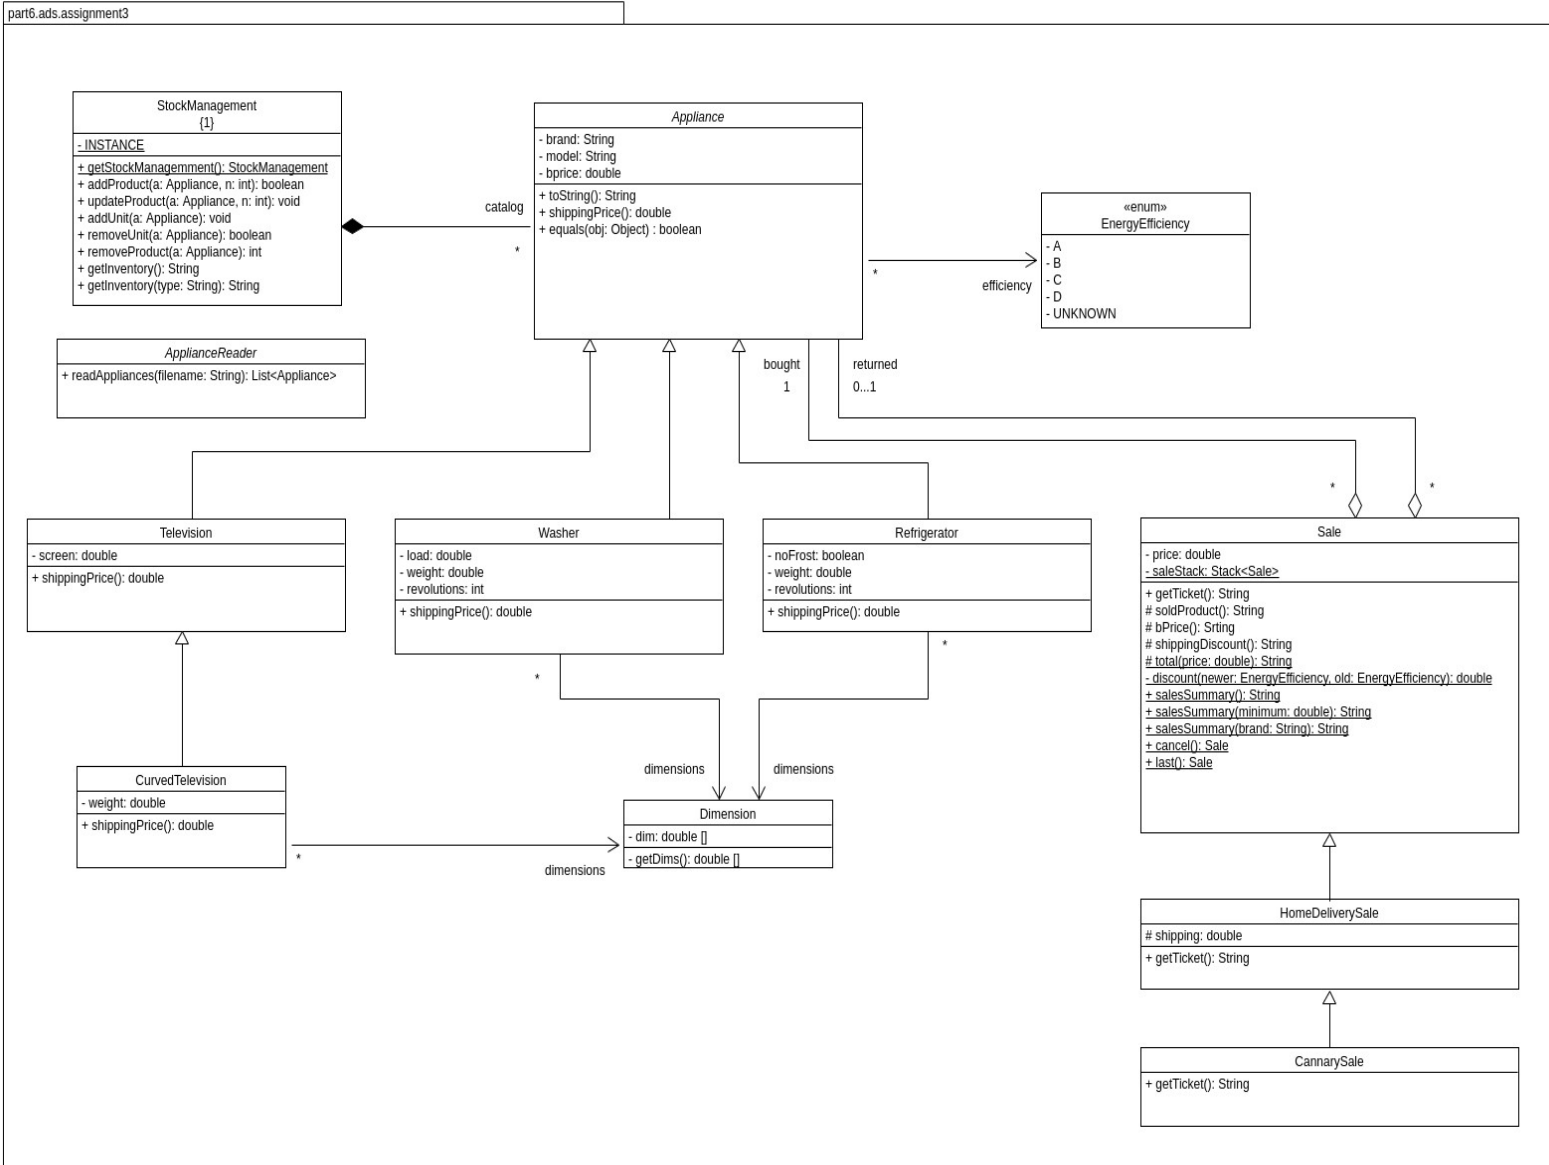 part6.ads.assignment3
StockManagement
{1}
- INSTANCE
+ getStockManagemment(): StockManagement
+ addProduct(a: Appliance, n: int): boolean
+ updateProduct(a: Appliance, n: int): void
+ addUnit(a: Appliance): void
+ removeUnit(a: Appliance): boolean
+ removeProduct(a: Appliance): int
+ getInventory(): String
+ getInventory(type: String): String
catalog
*
Appliance
- brand: String
- model: String
- bprice: double
+ toString(): String
+ shippingPrice(): double
+ equals(obj: Object) : boolean
*
efficiency
«enum»
EnergyEfficiency
- A
- B
- C
- D
- UNKNOWN
ApplianceReader
+ readAppliances(filename: String): List<Appliance>
bought
1
returned
0...1
*
*
Television
- screen: double
+ shippingPrice(): double
Washer
- load: double
- weight: double
- revolutions: int
+ shippingPrice(): double
Refrigerator
- noFrost: boolean
- weight: double
- revolutions: int
+ shippingPrice(): double
Sale
- price: double
- saleStack: Stack<Sale>
+ getTicket(): String
# soldProduct(): String
# bPrice(): Srting
# shippingDiscount(): String
# total(price: double): String
- discount(newer: EnergyEfficiency, old: EnergyEfficiency): double
+ salesSummary(): String
+ salesSummary(minimum: double): String
+ salesSummary(brand: String): String
+ cancel(): Sale
+ last(): Sale
*
*
dimensions
dimensions
CurvedTelevision
- weight: double
+ shippingPrice(): double
*
dimensions
Dimension
- dim: double []
- getDims(): double []
HomeDeliverySale
# shipping: double
+ getTicket(): String
CannarySale
+ getTicket(): String